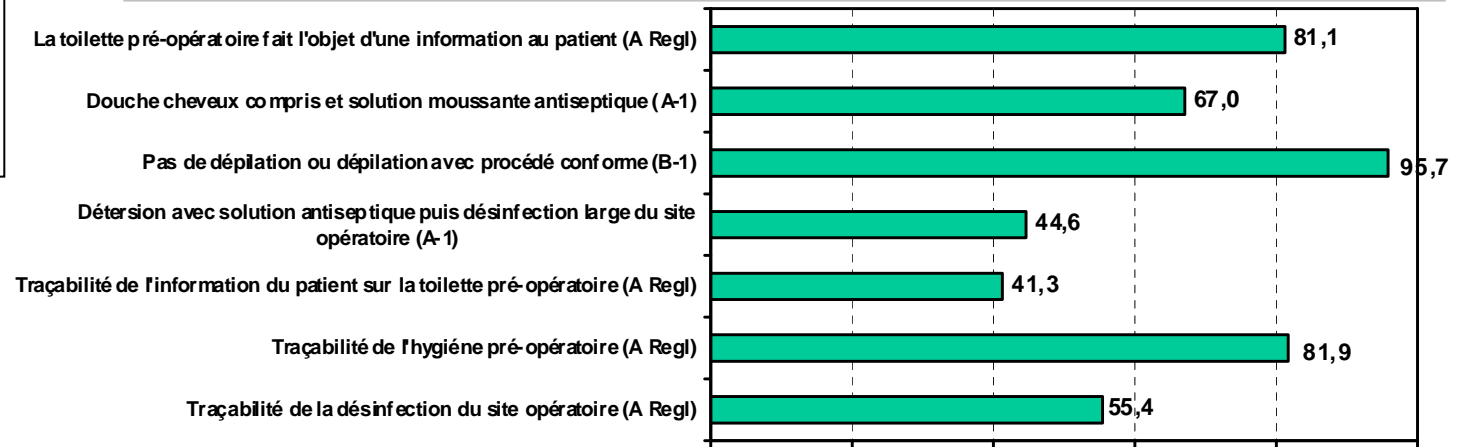 La toilette pré-opératoire fait l'objet d'une information au patient (A Regl) 81,1
Douche cheveux compris et solution moussante antiseptique (A-1) 67,0
Pas de dépilation ou dépilation avec procédé conforme (B-1) 95,7
Détersion avec solution antiseptique puis désinfection large du site
opératoire (A-1) 44,6
Traçabilité de l'information du patient sur la toilette pré-opératoire (A Regl) 41,3
Traçabilité de l'hygiéne pré-opératoire (A Regl) 81,9
Traçabilité de la désinfection du site opératoire (A Regl) 55,4